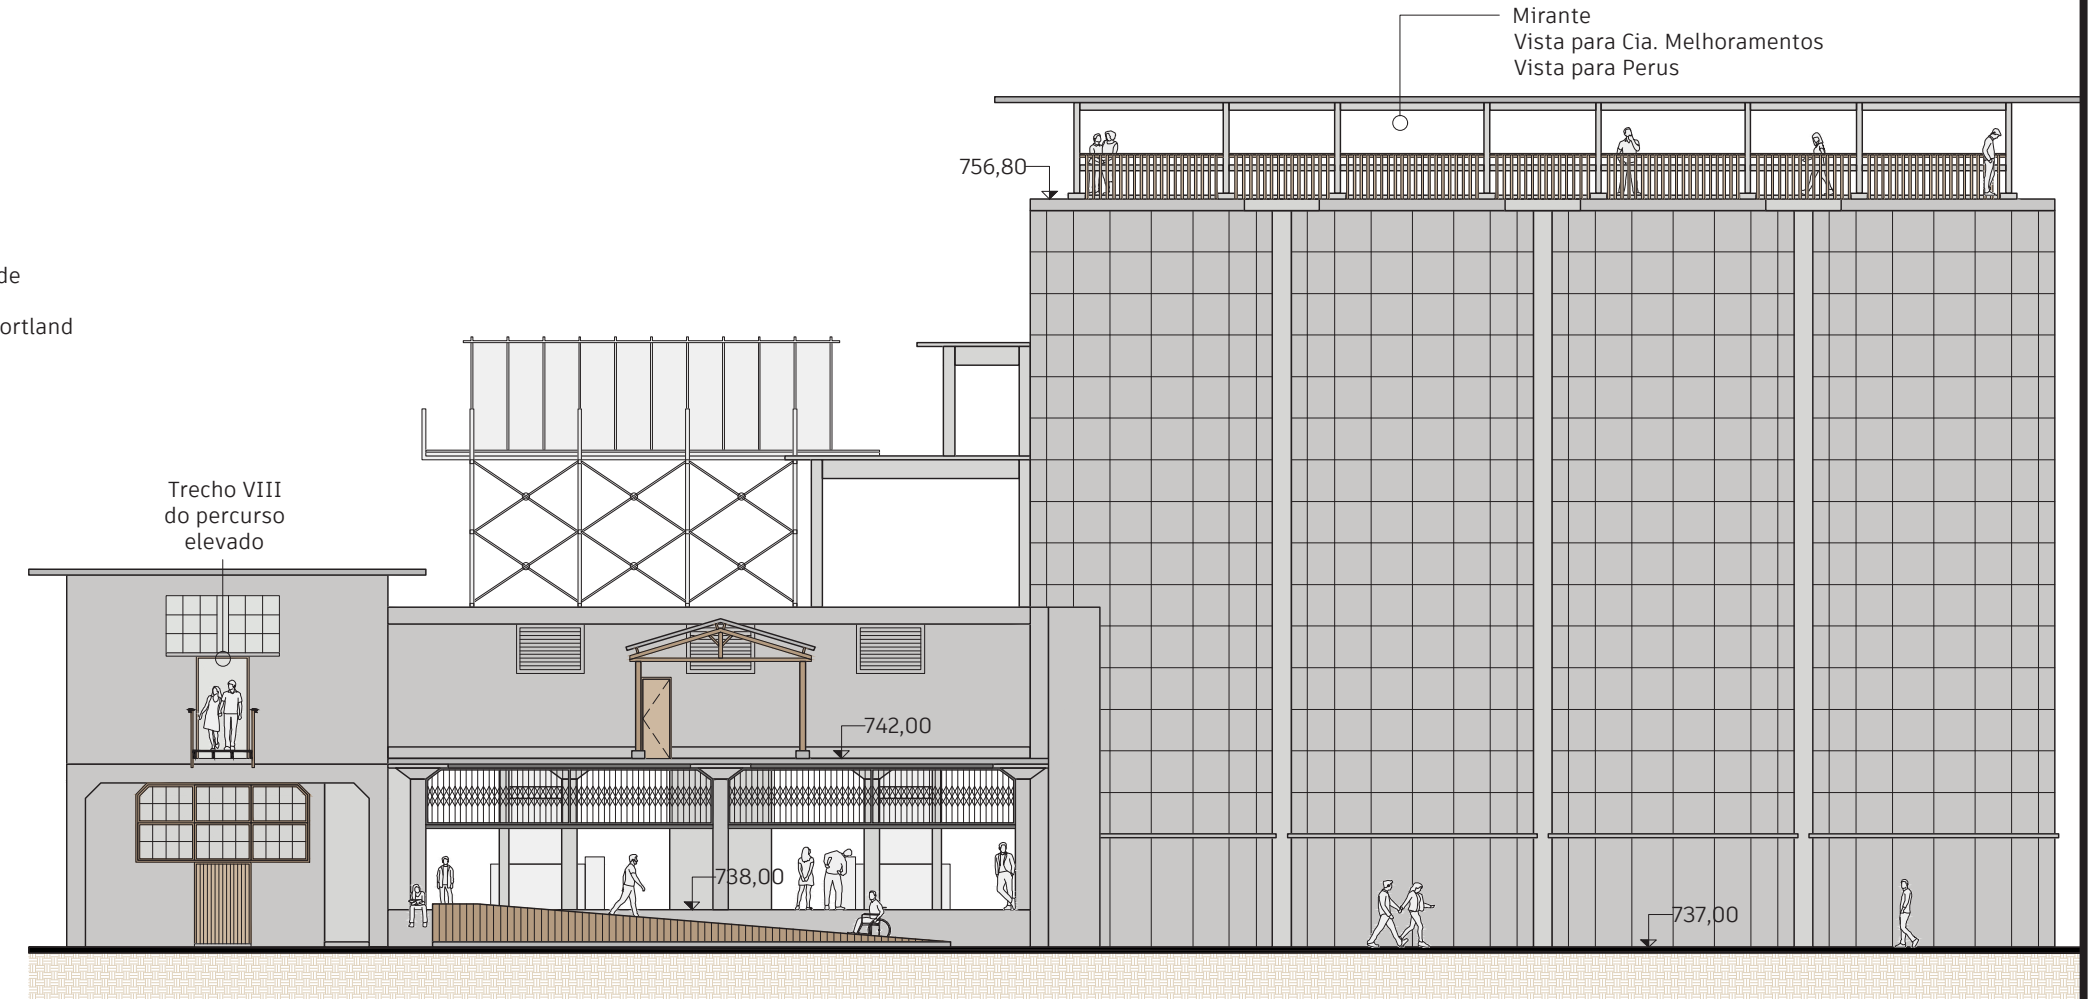 Mirante
Vista para Cia. Melhoramentos
Vista para Perus
756,80
de
ortland
Trecho VIII
do percurso
elevado
742,00
738,00
737,00